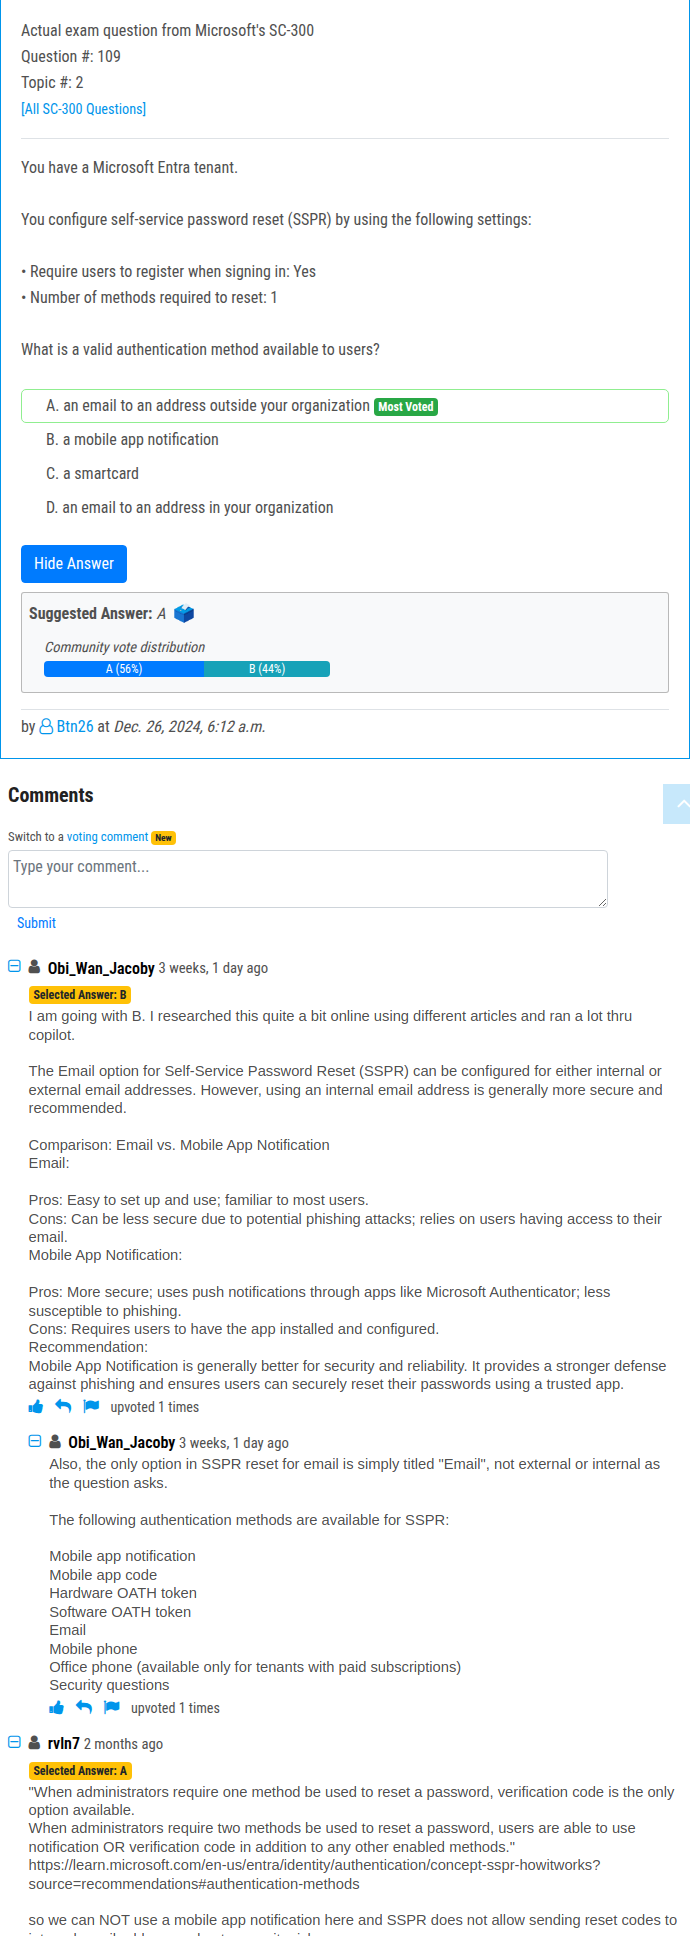 Actual exam question from Microsoft's SC-300
Question #: 109
Topic #: 2
[All SC-300 Questions]
You have a Microsoft Entra tenant.
You configure self-service password reset (SSPR) by using the following settings:
• Require users to register when signing in: Yes
• Number of methods required to reset: 1
What is a valid authentication method available to users?
A. an email to an address outside your organization Most Voted
B. a mobile app notification
C. a smartcard
D. an email to an address in your organization
Hide Answer
Suggested Answer: A
Community vote distribution
A (56%) B (44%)
by Btn26 at Dec. 26, 2024, 6:12 a.m.
Comments
Switch to a voting comment New
Type your comment...
Submit
Obi_Wan_Jacoby 3 weeks, 1 day ago
Selected Answer: B
I am going with B. I researched this quite a bit online using different articles and ran a lot thru
copilot.
The Email option for Self-Service Password Reset (SSPR) can be configured for either internal or
external email addresses. However, using an internal email address is generally more secure and
recommended.
Comparison: Email vs. Mobile App Notification
Email:
Pros: Easy to set up and use; familiar to most users.
Cons: Can be less secure due to potential phishing attacks; relies on users having access to their
email.
Mobile App Notification:
Pros: More secure; uses push notifications through apps like Microsoft Authenticator; less
susceptible to phishing.
Cons: Requires users to have the app installed and configured.
Recommendation:
Mobile App Notification is generally better for security and reliability. It provides a stronger defense
against phishing and ensures users can securely reset their passwords using a trusted app.
upvoted 1 times
Obi_Wan_Jacoby 3 weeks, 1 day ago
Also, the only option in SSPR reset for email is simply titled "Email", not external or internal as
the question asks.
The following authentication methods are available for SSPR:
Mobile app notification
Mobile app code
Hardware OATH token
Software OATH token
Email
Mobile phone
Office phone (available only for tenants with paid subscriptions)
Security questions
upvoted 1 times
rvln7 2 months ago
Selected Answer: A
"When administrators require one method be used to reset a password, verification code is the only
option available.
When administrators require two methods be used to reset a password, users are able to use
notification OR verification code in addition to any other enabled methods."
https://learn.microsoft.com/en-us/entra/identity/authentication/concept-sspr-howitworks?
source=recommendations#authentication-methods
so we can NOT use a mobile app notification here and SSPR does not allow sending reset codes to